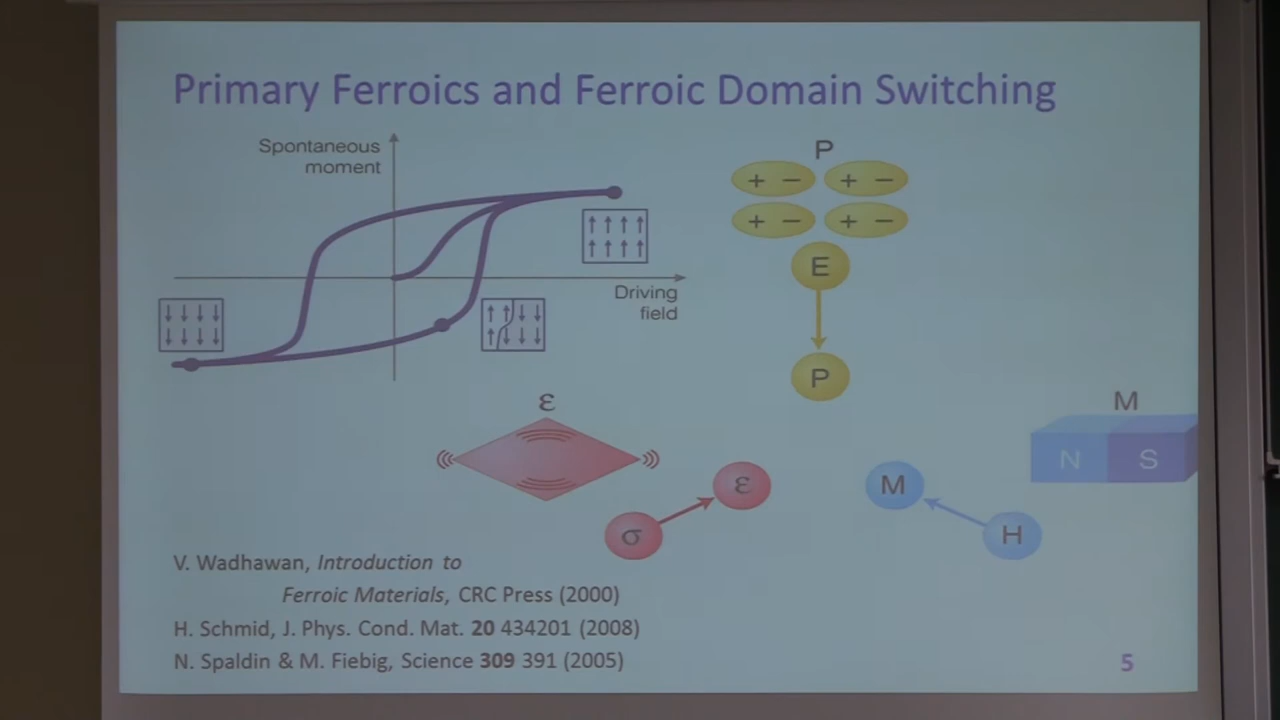 Primary Ferroics and Ferroic Domain Switching
Spontaneous
moment
Driving
field
P
+ − + −
+ − + −
E
P
ε
ε
σ
M
M
N S
H
V. Wadhawan, Introduction to
Ferroic Materials, CRC Press (2000)
H. Schmid, J. Phys. Cond. Mat. 20 434201 (2008)
N. Spaldin & M. Fiebig, Science 309 391 (2005)
5